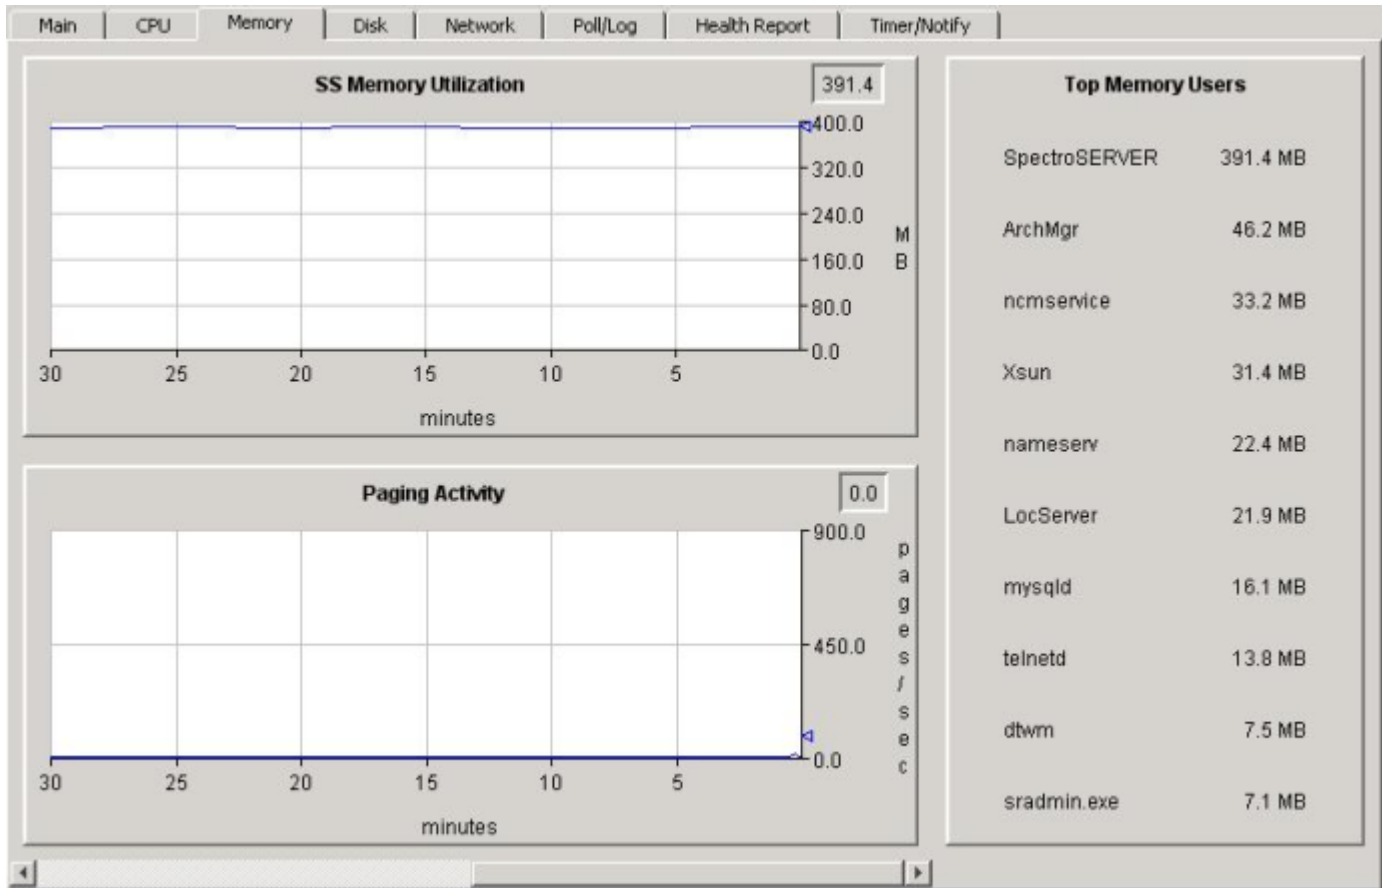 Main CPU Memory Disk Network Poll/Log Health Report Timer/Notify
SS Memory Utilization 391.4
400.0
320.0
240.0
160.0
80.0
0.0
MB
30 25 20 15 10 5
minutes
Paging Activity 0.0
900.0
450.0
0.0
pages/sec
30 25 20 15 10 5
minutes
Top Memory Users
SpectroSERVER 391.4 MB
ArchMgr 46.2 MB
ncmservice 33.2 MB
Xsun 31.4 MB
nameserv 22.4 MB
LocServer 21.9 MB
mysqld 16.1 MB
telnetd 13.8 MB
dtwm 7.5 MB
sradmin.exe 7.1 MB